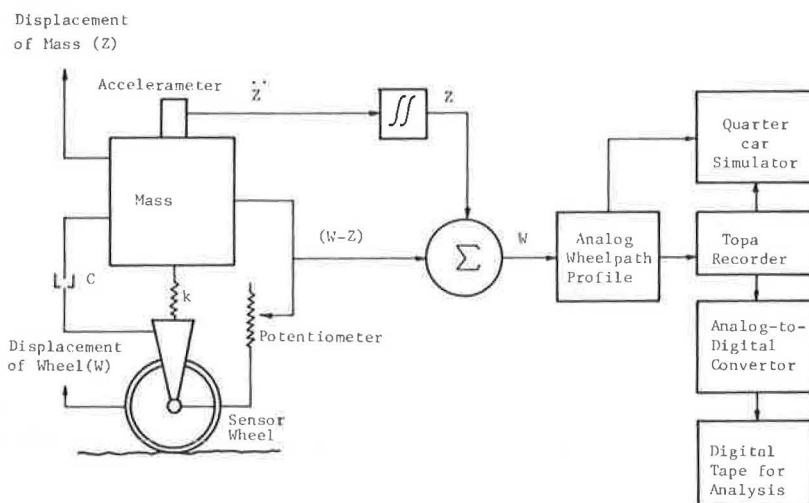 Displacement
of Mass (Z)
Accelerameter
Z̈
∬
Z
Quarter
car
Simulator
Mass
(W-Z)
Σ
W
Analog
Wheelpath
Profile
Topa
Recorder
C
k
Potentiometer
Displacement
of Wheel(W)
Analog-to-
Digital
Convertor
Sensor
Wheel
Digital
Tape for
Analysis